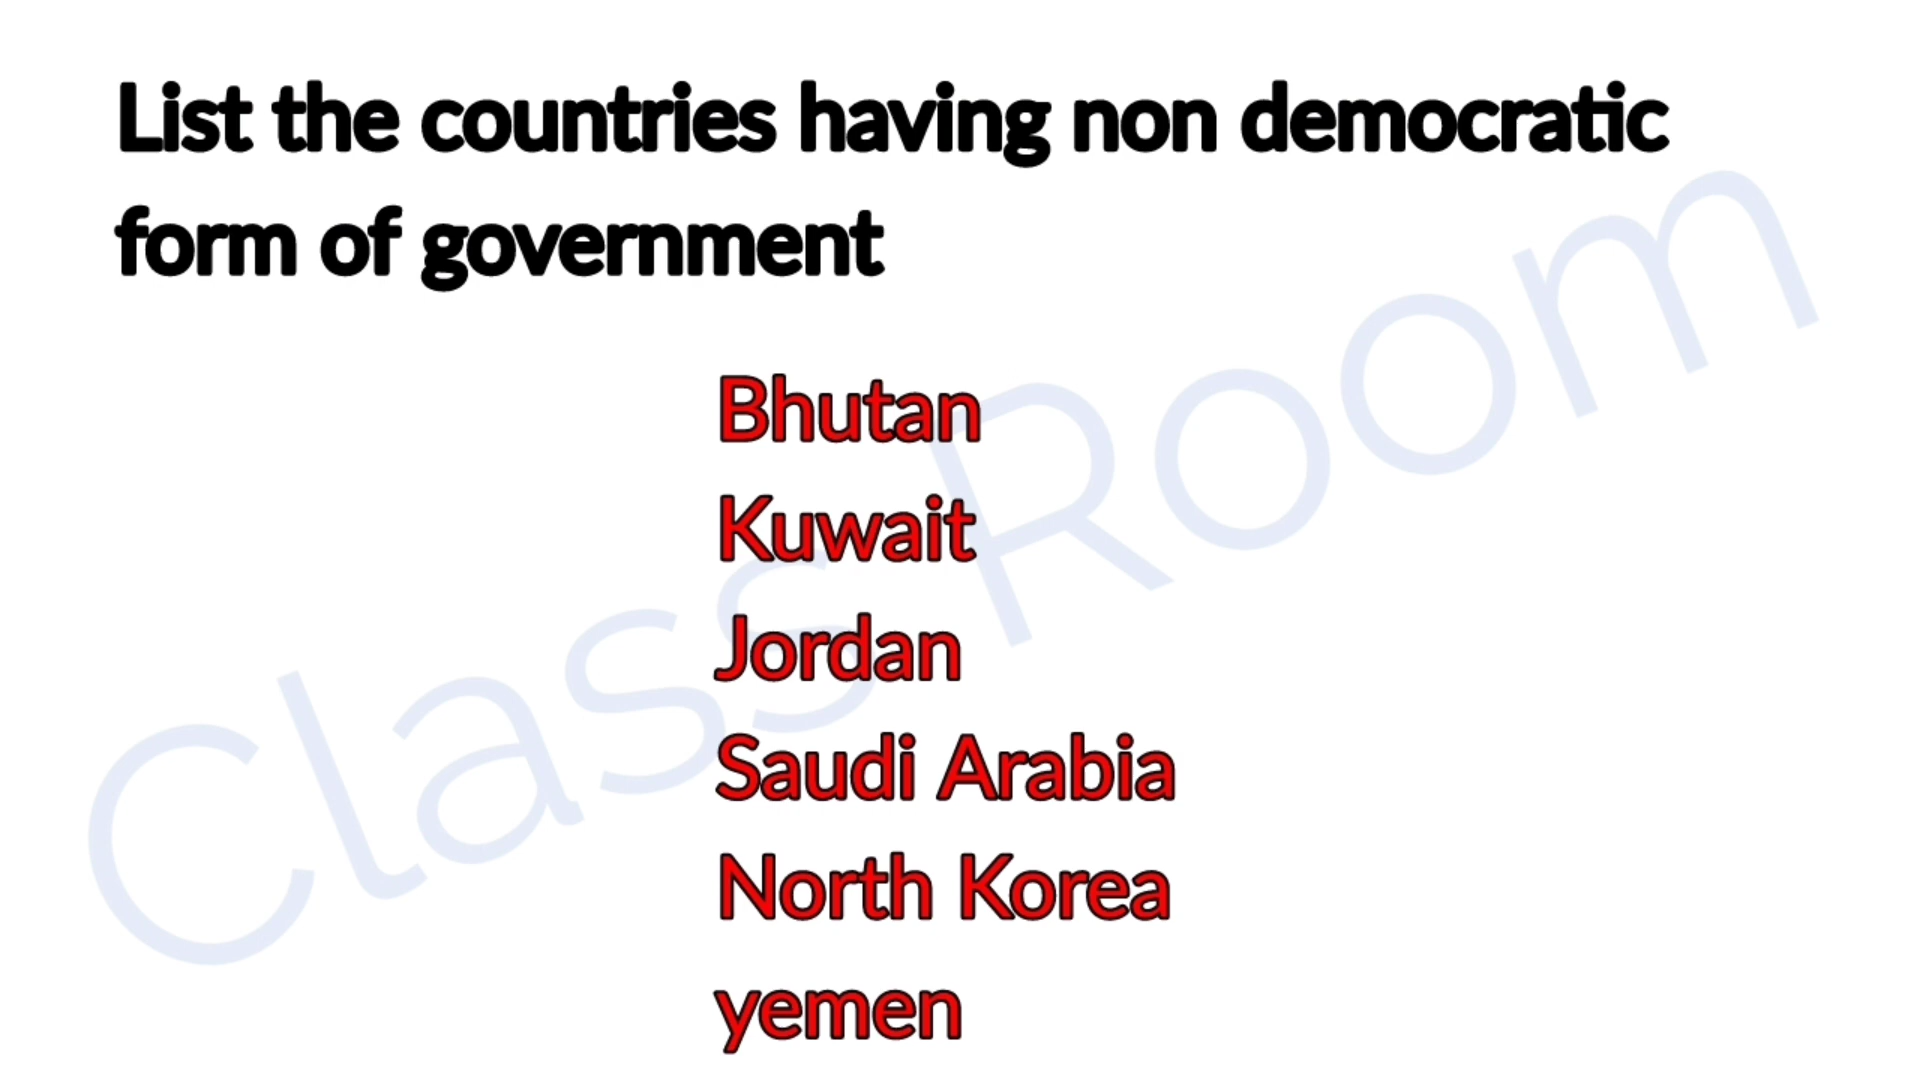 List the countries having non democratic
form of government
Bhutan
Kuwait
Jordan
Saudi Arabia
North Korea
yemen
Class Room